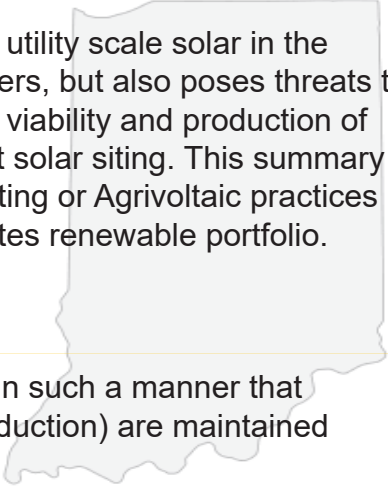 utility scale solar in the
ers, but also poses threats t
viability and production of
t solar siting. This summary
ting or Agrivoltaic practices
tes renewable portfolio.
n such a manner that
duction) are maintained